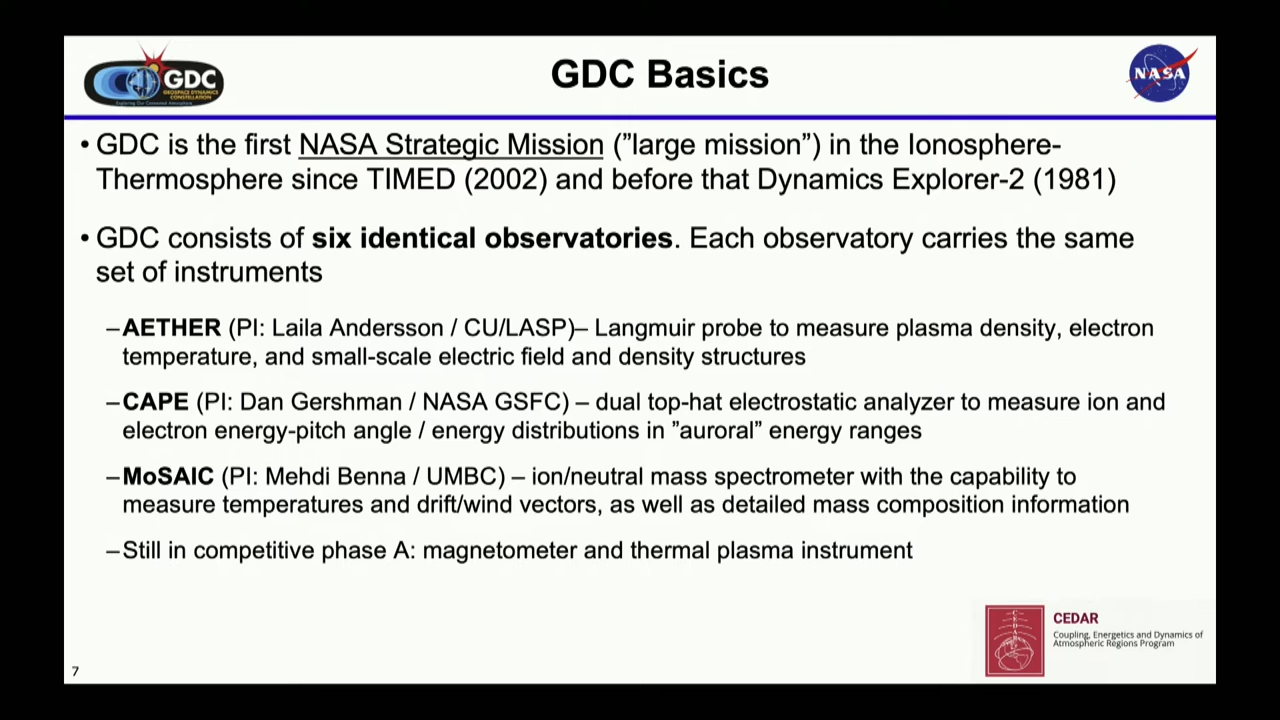 GDC
GEOSPACE DYNAMICS
CONSTELLATION
GDC Basics
NASA
• GDC is the first NASA Strategic Mission (”large mission”) in the Ionosphere-
Thermosphere since TIMED (2002) and before that Dynamics Explorer-2 (1981)
• GDC consists of six identical observatories. Each observatory carries the same
set of instruments
–AETHER (PI: Laila Andersson / CU/LASP)– Langmuir probe to measure plasma density, electron
temperature, and small-scale electric field and density structures
–CAPE (PI: Dan Gershman / NASA GSFC) – dual top-hat electrostatic analyzer to measure ion and
electron energy-pitch angle / energy distributions in ”auroral” energy ranges
–MoSAIC (PI: Mehdi Benna / UMBC) – ion/neutral mass spectrometer with the capability to
measure temperatures and drift/wind vectors, as well as detailed mass composition information
–Still in competitive phase A: magnetometer and thermal plasma instrument
CEDAR
CEDAR
Coupling, Energetics and Dynamics of
Atmospheric Regions Program
7